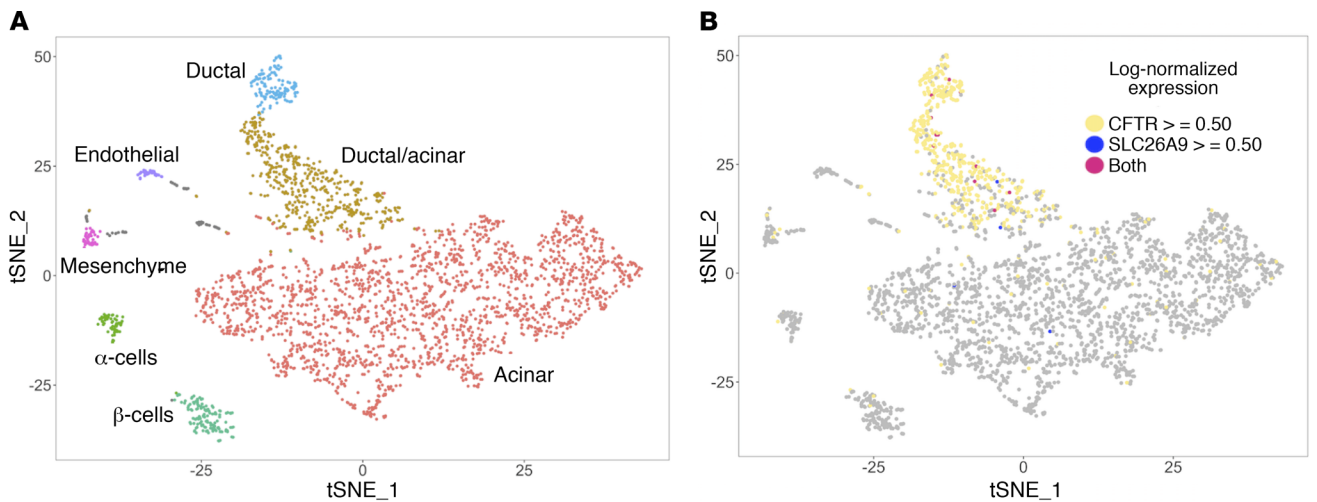 A
50
25
0
-25
tSNE_2
-25
0
25
tSNE_1
Ductal
Endothelial
Ductal/acinar
Mesenchyme
α-cells
Acinar
β-cells
B
50
25
0
-25
tSNE_2
-25
0
25
tSNE_1
Log-normalized
expression
CFTR > = 0.50
SLC26A9 > = 0.50
Both